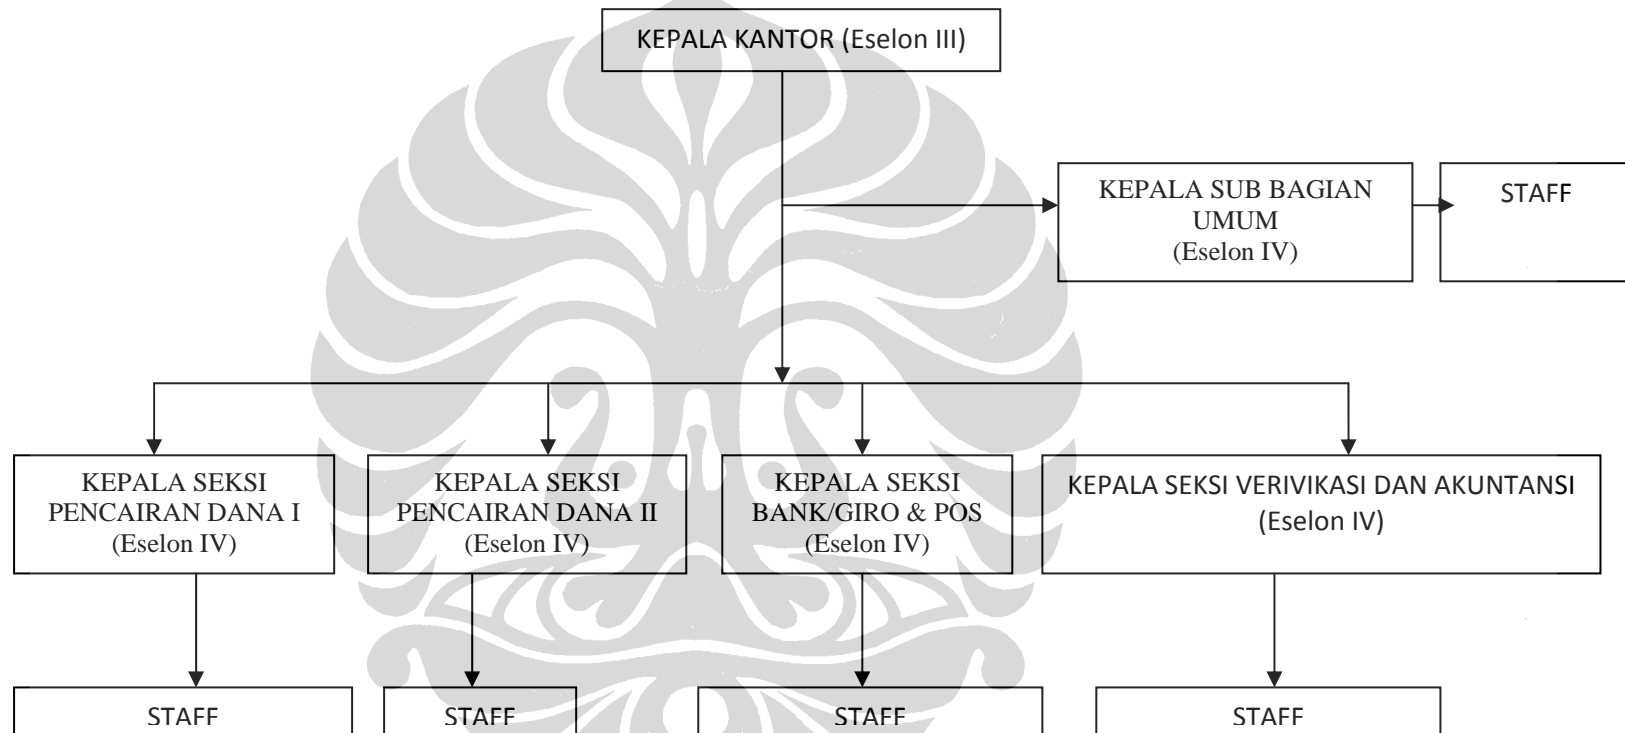 KEPALA KANTOR (Eselon III)
KEPALA SUB BAGIAN
UMUM
(Eselon IV)
STAFF
KEPALA SEKSI
PENCAIRAN DANA I
(Eselon IV)
KEPALA SEKSI
PENCAIRAN DANA II
(Eselon IV)
KEPALA SEKSI
BANK/GIRO & POS
(Eselon IV)
KEPALA SEKSI VERIVIKASI DAN AKUNTANSI
(Eselon IV)
STAFF
STAFF
STAFF
STAFF